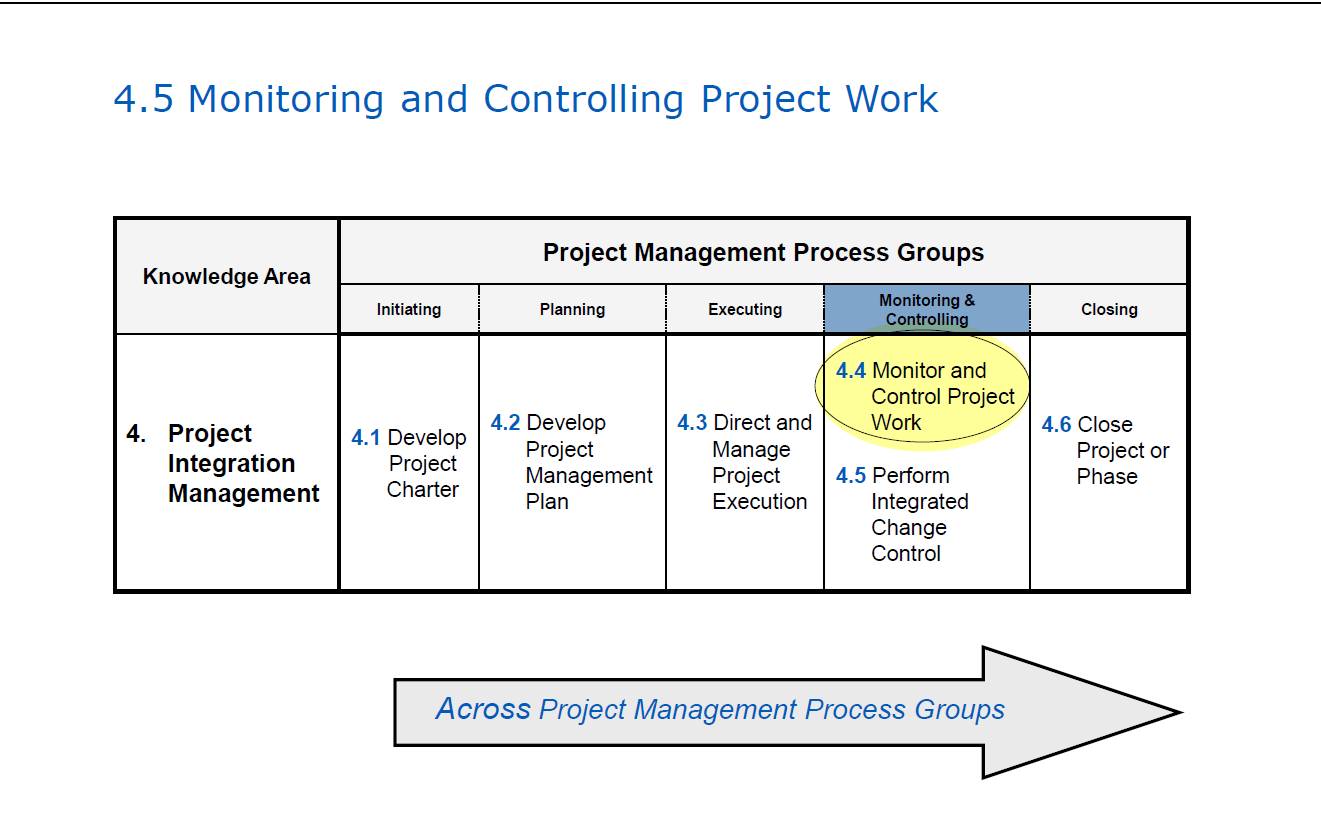 4.5 Monitoring and Controlling Project Work
Knowledge Area
Project Management Process Groups
Initiating
Planning
Executing
Monitoring &
Controlling
Closing
4. Project
Integration
Management
4.1 Develop
Project
Charter
4.2 Develop
Project
Management
Plan
4.3 Direct and
Manage
Project
Execution
4.4 Monitor and
Control Project
Work
4.5 Perform
Integrated
Change
Control
4.6 Close
Project or
Phase
Across Project Management Process Groups